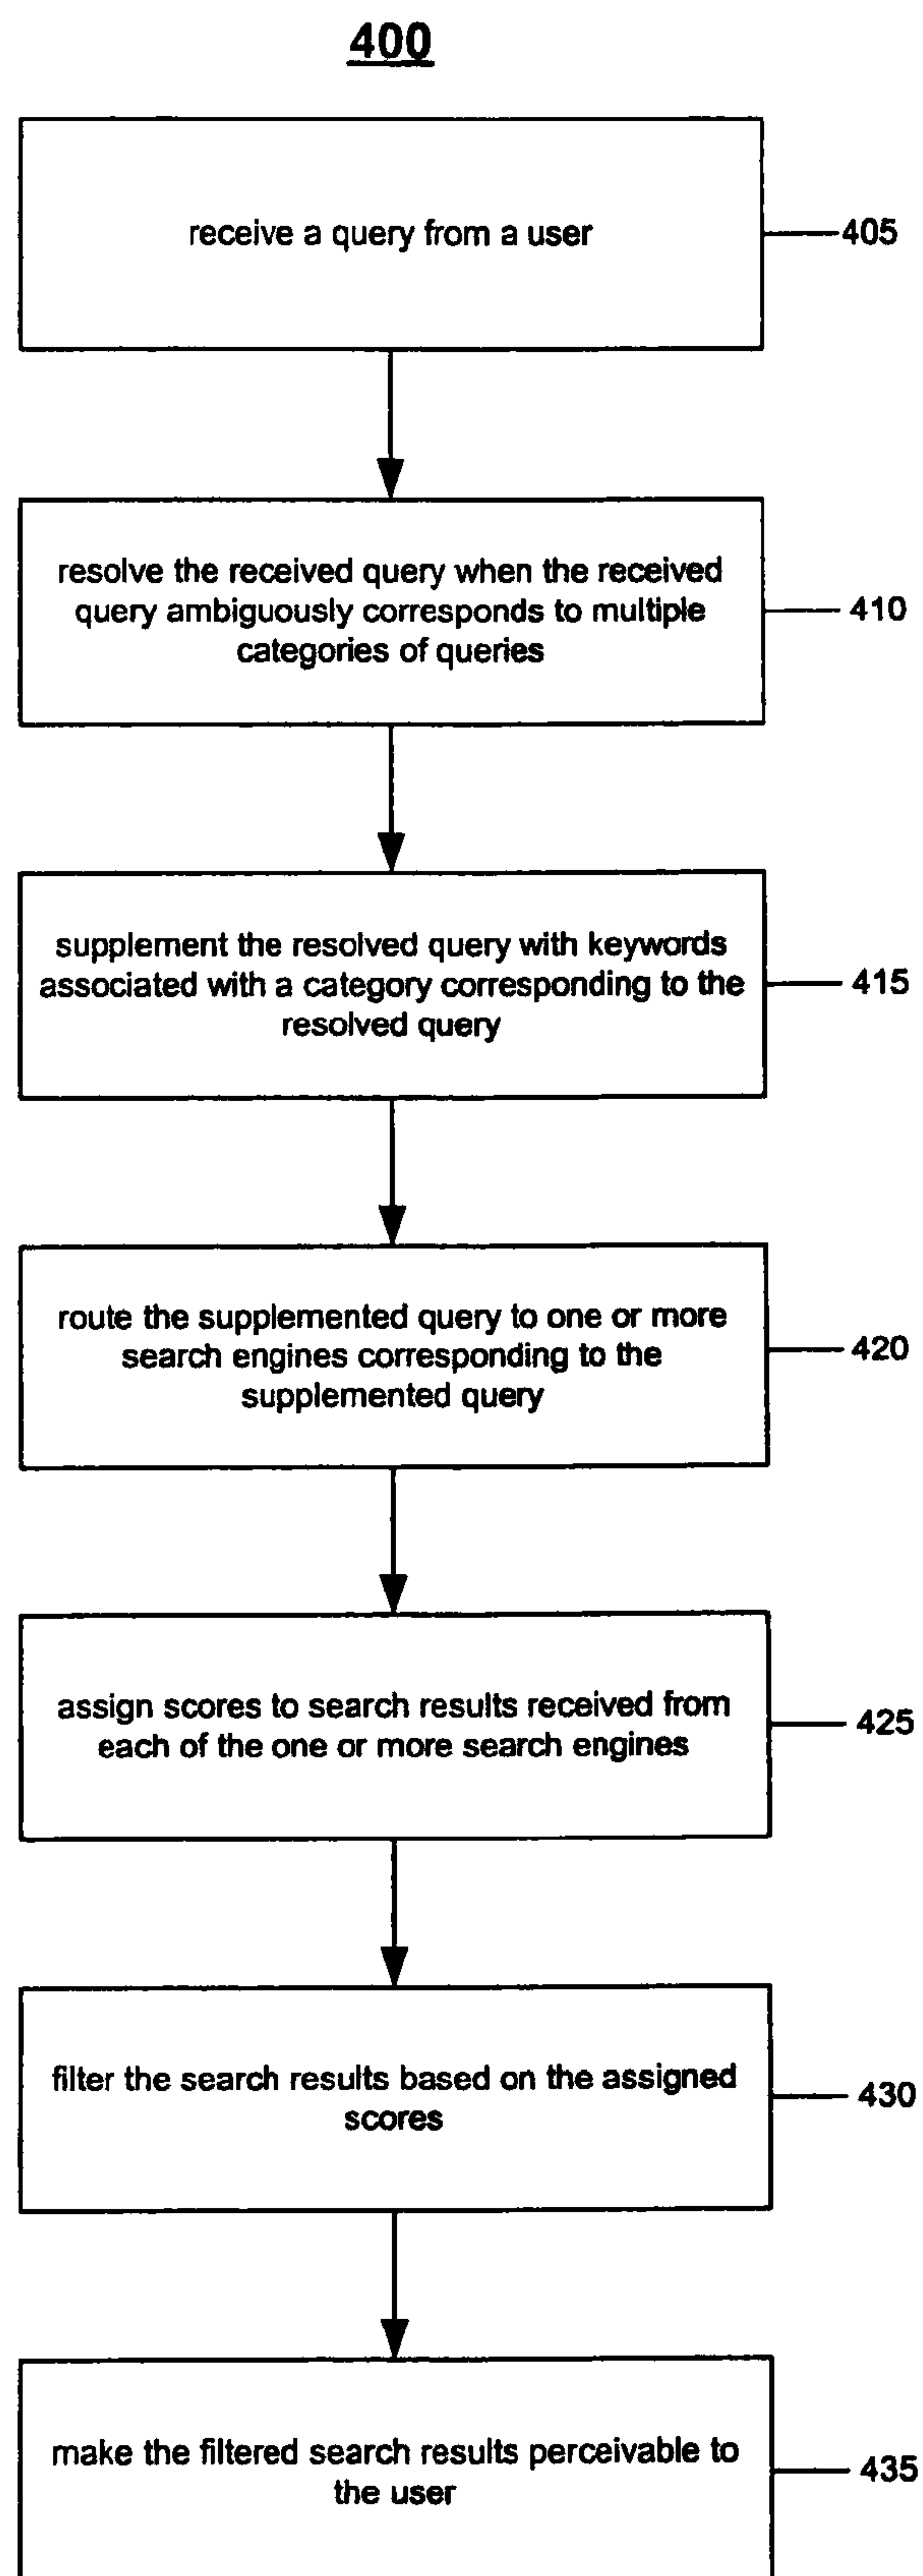 400
receive a query from a user
405
resolve the received query when the received
query ambiguously corresponds to multiple
categories of queries
410
supplement the resolved query with keywords
associated with a category corresponding to the
resolved query
415
route the supplemented query to one or more
search engines corresponding to the
supplemented query
420
assign scores to search results received from
each of the one or more search engines
425
filter the search results based on the assigned
scores
430
make the filtered search results perceivable to
the user
435